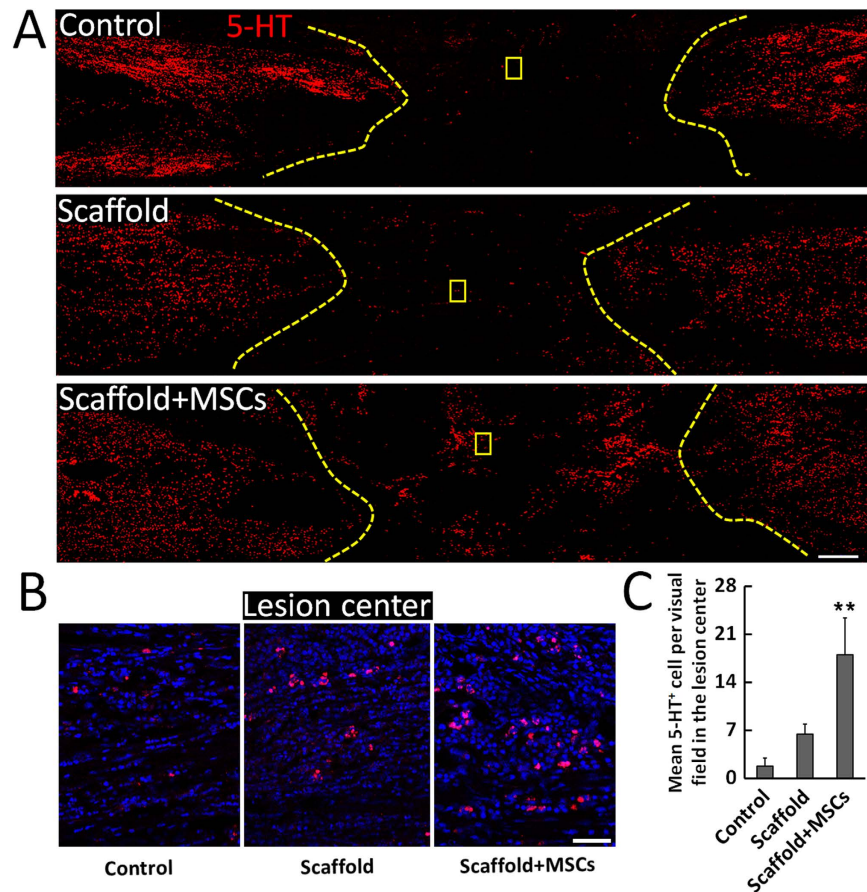 A
Control
5-HT
Scaffold
Scaffold+MSCs
B
Lesion center
Control
Scaffold
Scaffold+MSCs
C
Mean 5-HT⁺ cell per visual
field in the lesion center
28
21
14
7
0
**
Control
Scaffold
Scaffold+MSCs